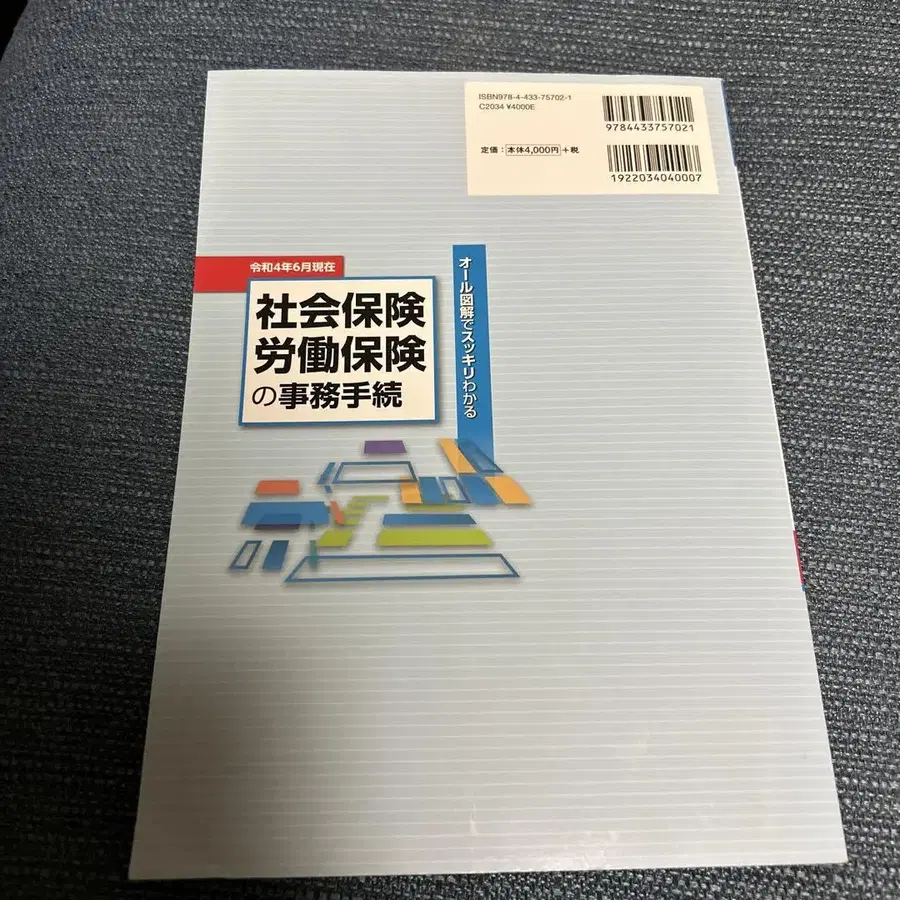 ISBN978-4-433-75702-1
C2034 ¥4000E
9784433757021
定価：本体4,000円＋税
1922034040007
令和4年6月現在
社会保険
労働保険
の事務手続
オール図解でスッキリわかる